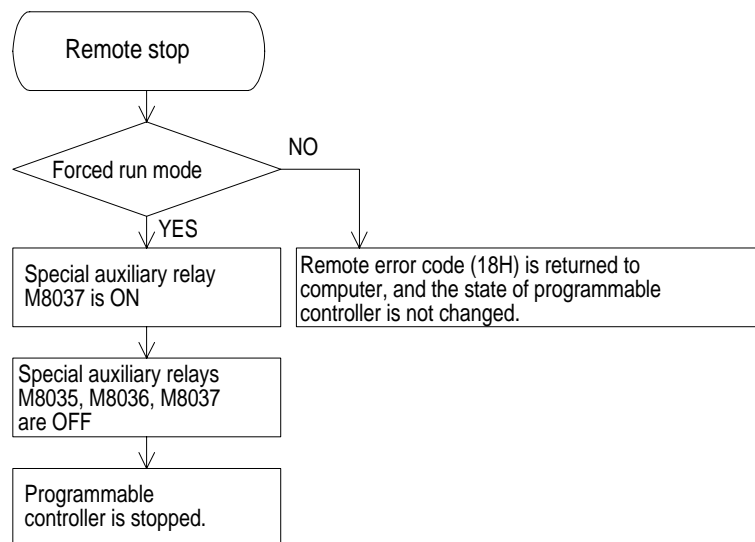 Remote stop
Forced run mode
NO
YES
Special auxiliary relay
M8037 is ON
Remote error code (18H) is returned to
computer, and the state of programmable
controller is not changed.
Special auxiliary relays
M8035, M8036, M8037
are OFF
Programmable
controller is stopped.